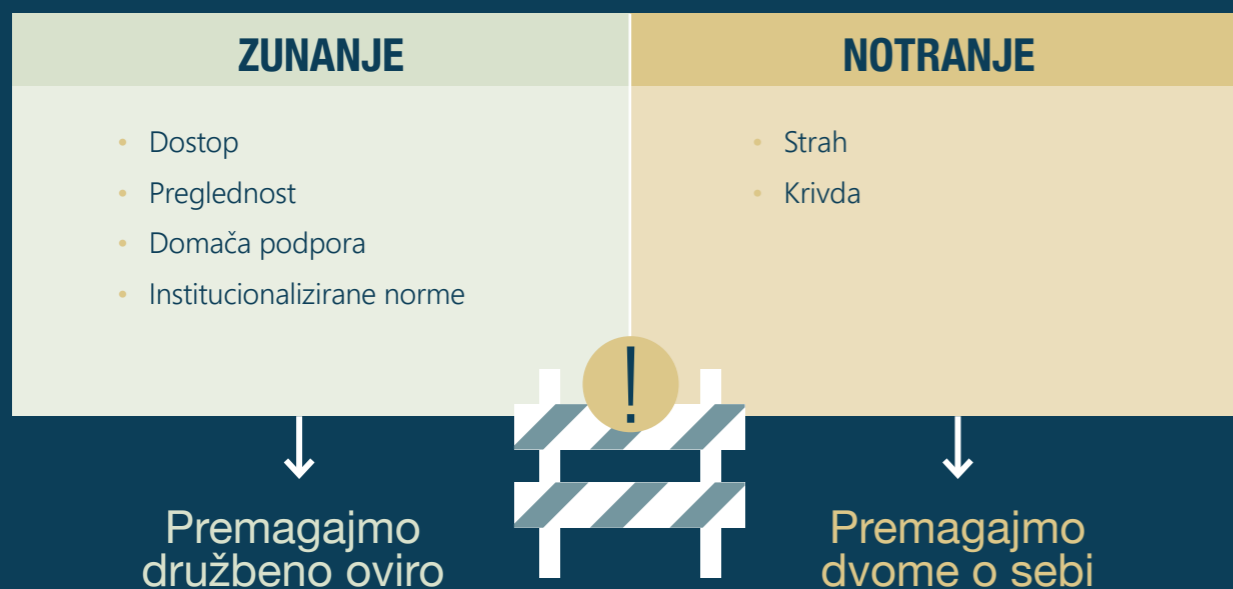 ZUNANJE
• Dostop
• Preglednost
• Domača podpora
• Institucionalizirane norme
NOTRANJE
• Strah
• Krivda
!
Premagajmo
družbeno oviro
Premagajmo
dvome o sebi